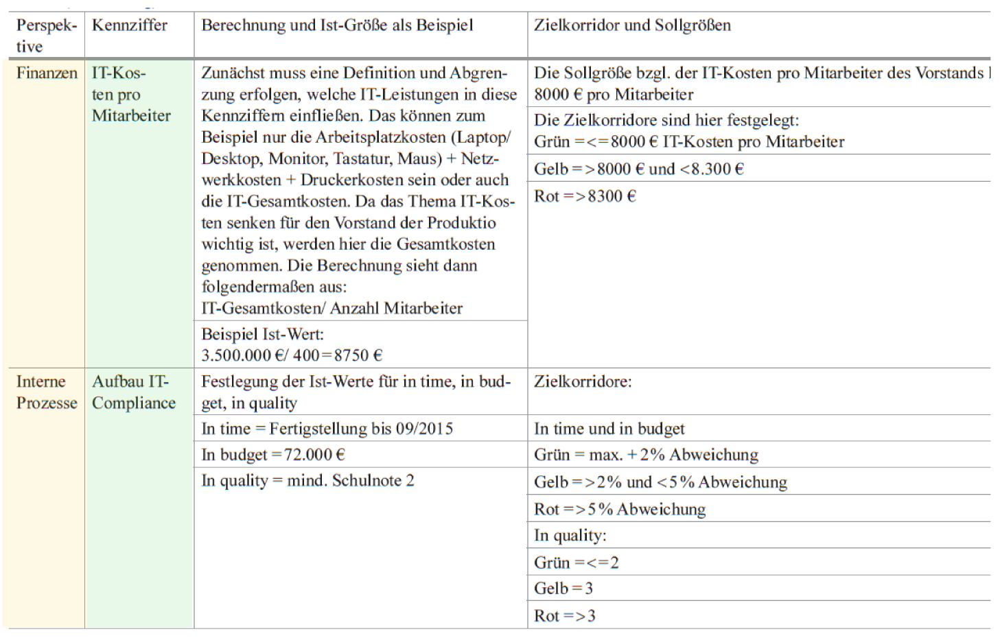 Perspek-
tive
Kennziffer
Berechnung und Ist-Größe als Beispiel
Zielkorridor und Sollgrößen
Finanzen
IT-Kos-
ten pro
Mitarbeiter
Zunächst muss eine Definition und Abgren-
zung erfolgen, welche IT-Leistungen in diese
Kennziffern einfließen. Das können zum
Beispiel nur die Arbeitsplatzkosten (Laptop/
Desktop, Monitor, Tastatur, Maus) + Netz-
werkkosten + Druckerkosten sein oder auch
die IT-Gesamtkosten. Da das Thema IT-Kos-
ten senken für den Vorstand der Produktio
wichtig ist, werden hier die Gesamtkosten
genommen. Die Berechnung sieht dann
folgendermaßen aus:
IT-Gesamtkosten/ Anzahl Mitarbeiter
Beispiel Ist-Wert:
3.500.000 €/ 400=8750 €
Die Sollgröße bzgl. der IT-Kosten pro Mitarbeiter des Vorstands
8000 € pro Mitarbeiter
Die Zielkorridore sind hier festgelegt:
Grün =<=8000 € IT-Kosten pro Mitarbeiter
Gelb =>8000 € und <8.300 €
Rot =>8300 €
Interne
Prozesse
Aufbau IT-
Compliance
Festlegung der Ist-Werte für in time, in bud-
get, in quality
In time = Fertigstellung bis 09/2015
In budget =72.000 €
In quality = mind. Schulnote 2
Zielkorridore:
In time und in budget
Grün = max. +2% Abweichung
Gelb =>2% und <5% Abweichung
Rot =>5% Abweichung
In quality:
Grün =<=2
Gelb =3
Rot =>3